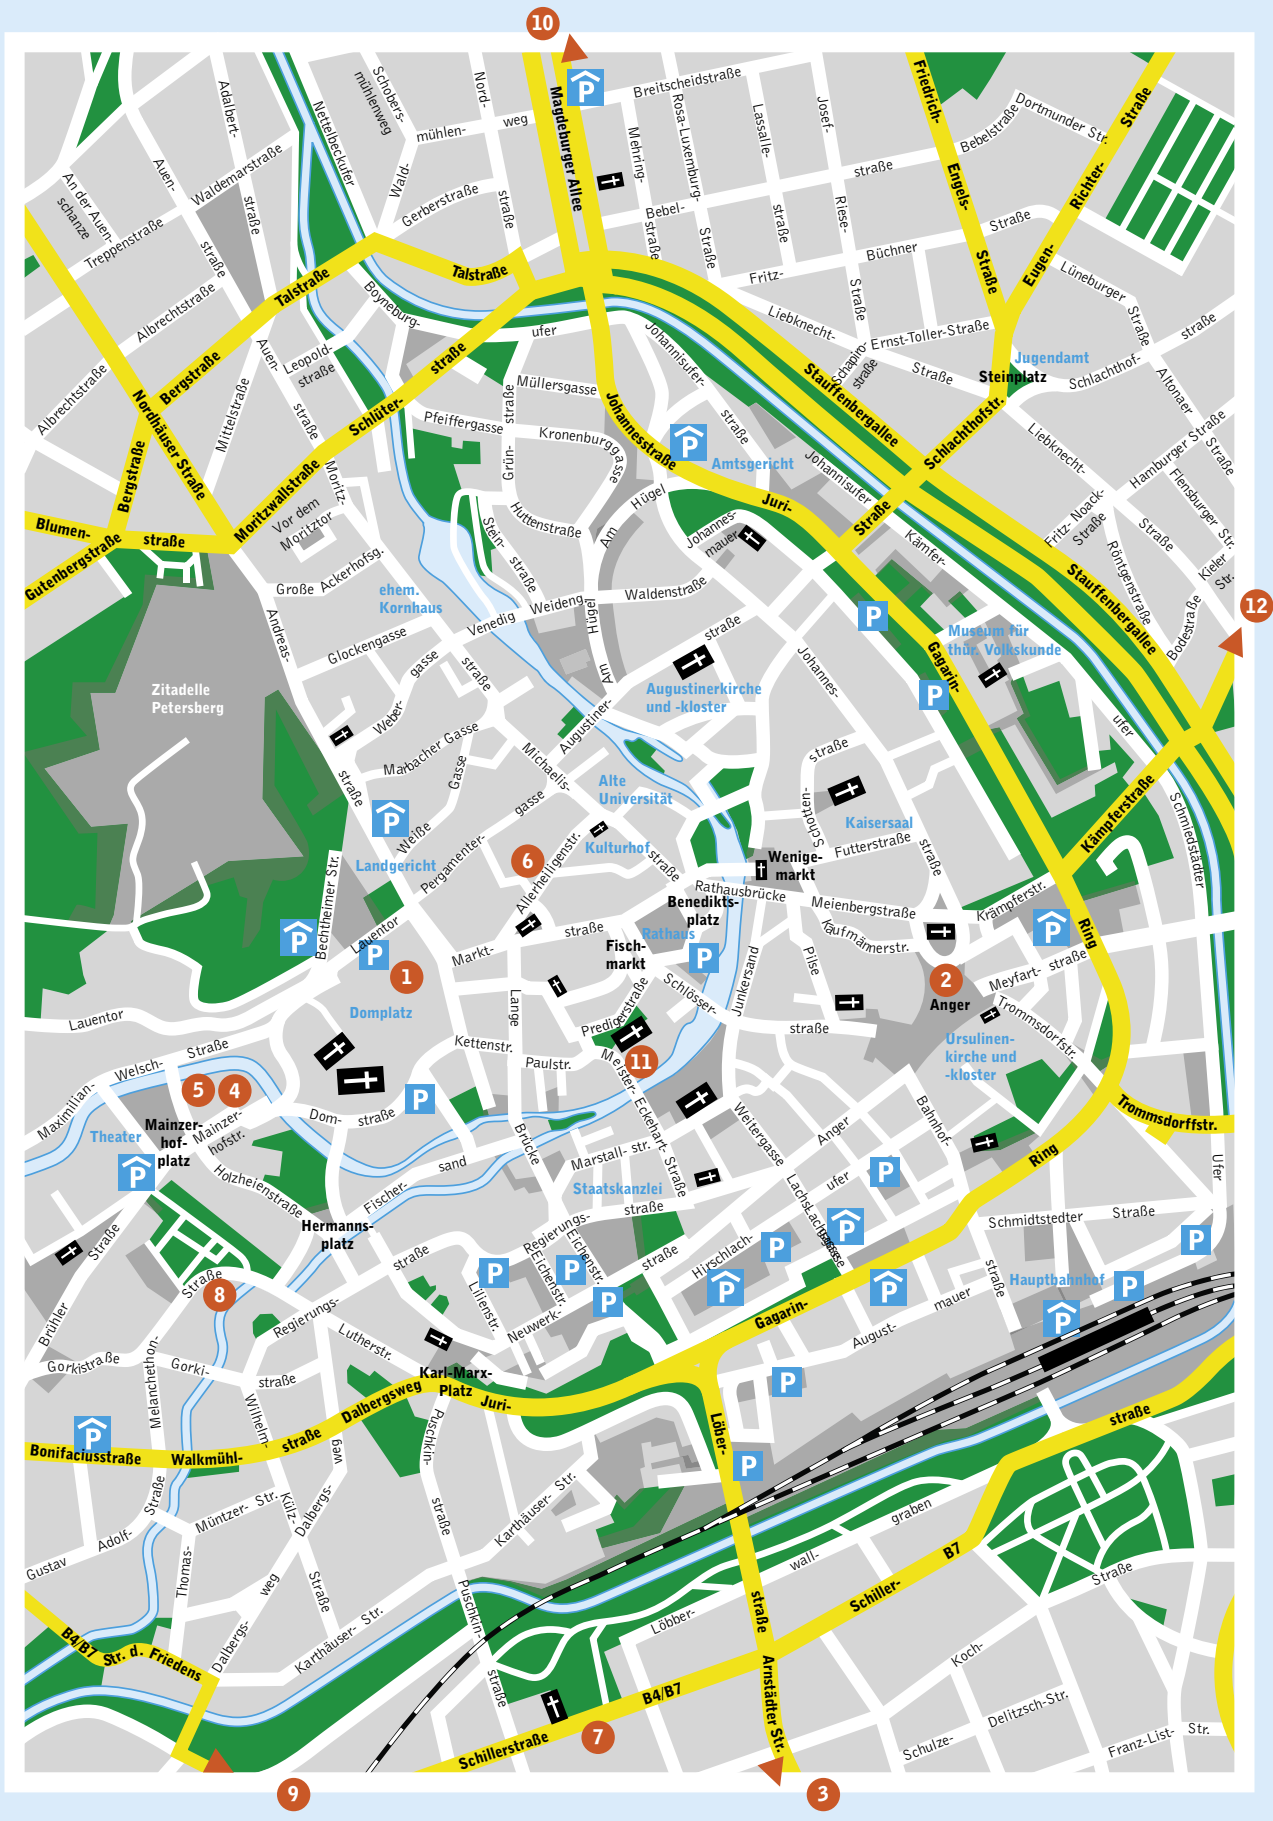 10
Magdeburger Allee
Breitscheidstraße
Friedrich-
Engels-
Straße
Dortmunder Str.
Bebelstraße
Eugen-
Richter-
Straße
Adalbert-
straße
Nettelbeckufer
Schobers-
mühlenweg
Nord-
straße
mühlen-
weg
Mehring-
straße
Rosa-Luxemburg-
Straße
Lassalle-
straße
Josef-
Riese-
Straße
Auen-
straße
Waldemarstraße
An der Auen-
schanze
Treppenstraße
Wald-
Gerberstraße
Bebel-
straße
Fritz-
Büchner
Straße
Lüneburger
Straße
Talstraße
Talstraße
Albrechtstraße
Albrechtstraße
Boyneburg-
ufer
Liebknecht-
Straße
Ernst-Toller-Straße
Schapiro-
straße
Jugendamt
Steinplatz
Schlachthof-
straße
Altonaer
Straße
Auen-
straße
Leopold-
straße
Bergstraße
Bergstraße
Mittelstraße
Nordhäuser Straße
Schlüter-
straße
Müllersgasse
Pfeiffergasse
Grün-
straße
Kronenburggasse
Johannisufer-
straße
Johannesstraße
Stauffenbergallee
Schlachthofstr.
Amtsgericht
Johannisufer
Liebknecht-
Straße
Hamburger Straße
Flensburger Str.
Fritz- Noack-
Straße
Röntgenstraße
Kieler
Str.
Bodestraße
Blumen-
straße
Gutenbergstraße
Moritzwallstraße
Moritz-
Vor dem
Moritztor
Große Ackerhofsg.
Huttenstraße
Stein-
straße
Am
Hügel
Juri-
Straße
Johannes-
mauer
Kämpfer-
Stauffenbergallee
12
ehem.
Kornhaus
Venedig
Weideng.
Am Hügel
Waldenstraße
straße
Andreas-
straße
Glockengasse
gasse
Weber-
straße
Zitadelle
Petersberg
Augustinerkirche
und -kloster
Augustiner-
Johannes-
straße
Gagarin-
Museum für
thür. Volkskunde
ufer
Marbacher Gasse
Weiße
Gasse
Michaelis-
straße
Alte
Universität
straße
Schotten-
Kaisersaal
Kämpferstraße
Schmiedstädter
Ufer
Landgericht
Pergamenter-
gasse
6
Kulturhof
Allerheiligenstr.
Wenige-
markt
Futterstraße
Rathausbrücke
Meienbergstraße
Krämpferstr.
Bechtheimer Str.
Lauentor
Markt-
straße
Benedikts-
platz
Rathaus
Fisch-
markt
Kaufmännerstr.
Pilse
Ring
1
Domplatz
Lange
Brücke
Schlösser-
straße
Junkersand
2
Anger
Meyfart-
straße
Trommsdorfstr.
Ursulinen-
kirche und
-kloster
Lauentor
Welsch-
Straße
Maximilian-
Kettenstr.
Paulstr.
Predigerstraße
11
Meister- Eckehart- Straße
5
4
Theater
Mainzer-
hof-
platz
Mainzer-
hofstr.
Dom-
straße
Weitergasse
Anger
Bahnhof-
straße
Trommsdorffstr.
Ring
Holzheienstraße
Fischer-
sand
Marstall- str.
Staatskanzlei
Lachsgasse
ufer
Schmidtstedter
Straße
Hermanns-
platz
straße
Regierungs-
straße
Eichenstr.
Eichenstr.
Hirschlach-
Brühler
Straße
Straße
8
Regierungs-
Lutherstr.
Lilienstr.
Neuwerk-
straße
Gagarin-
August-
mauer
Hauptbahnhof
Gorkistraße
Gorki-
straße
Melanchethon-
Straße
Karl-Marx-
Platz
Dalbergsweg
Juri-
Löber-
straße
Bonifaciusstraße
Walkmühl-
straße
Wilhelm-
Külz-
Straße
weg
Dalbergs-
Puschkin-
straße
Karthäuser- Str.
Gustav
Adolf-
Müntzer- Str.
Thomas-
graben
wall-
Löbber-
B7
Schiller-
straße
Straße
weg
Dalbergs-
Karthäuser- Str.
Puschkin-
straße
B4/B7
Str. d. Friedens
Koch-
Delitzsch-Str.
Schulze-
Franz-List- Str.
B4/B7
Schillerstraße
Arnstädter Str.
7
9
3